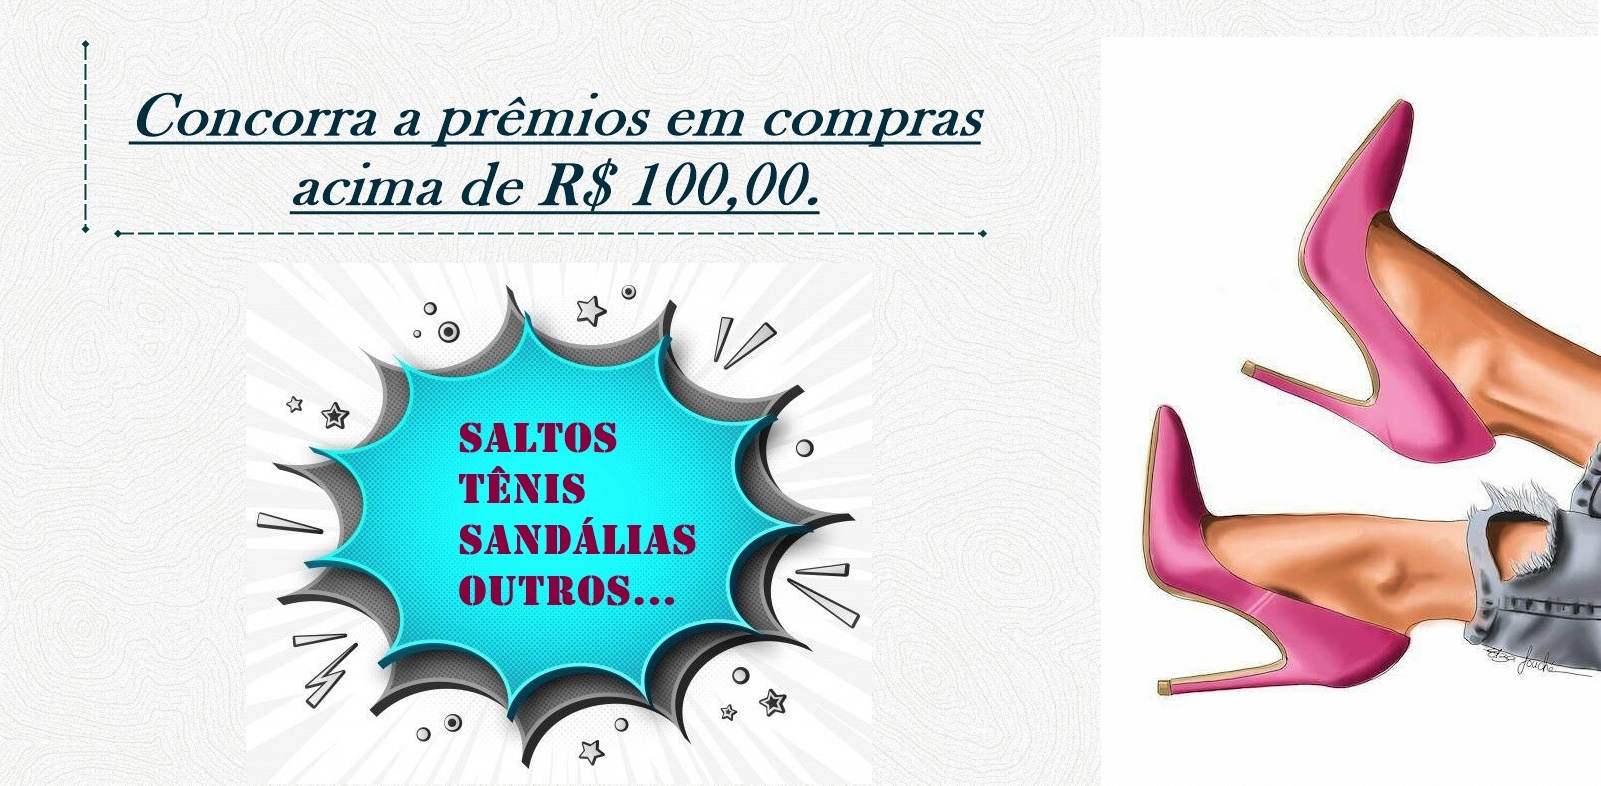 Concorra a prêmios em compras
acima de R$ 100,00.
SALTOS
TÊNIS
SANDÁLIAS
OUTROS...